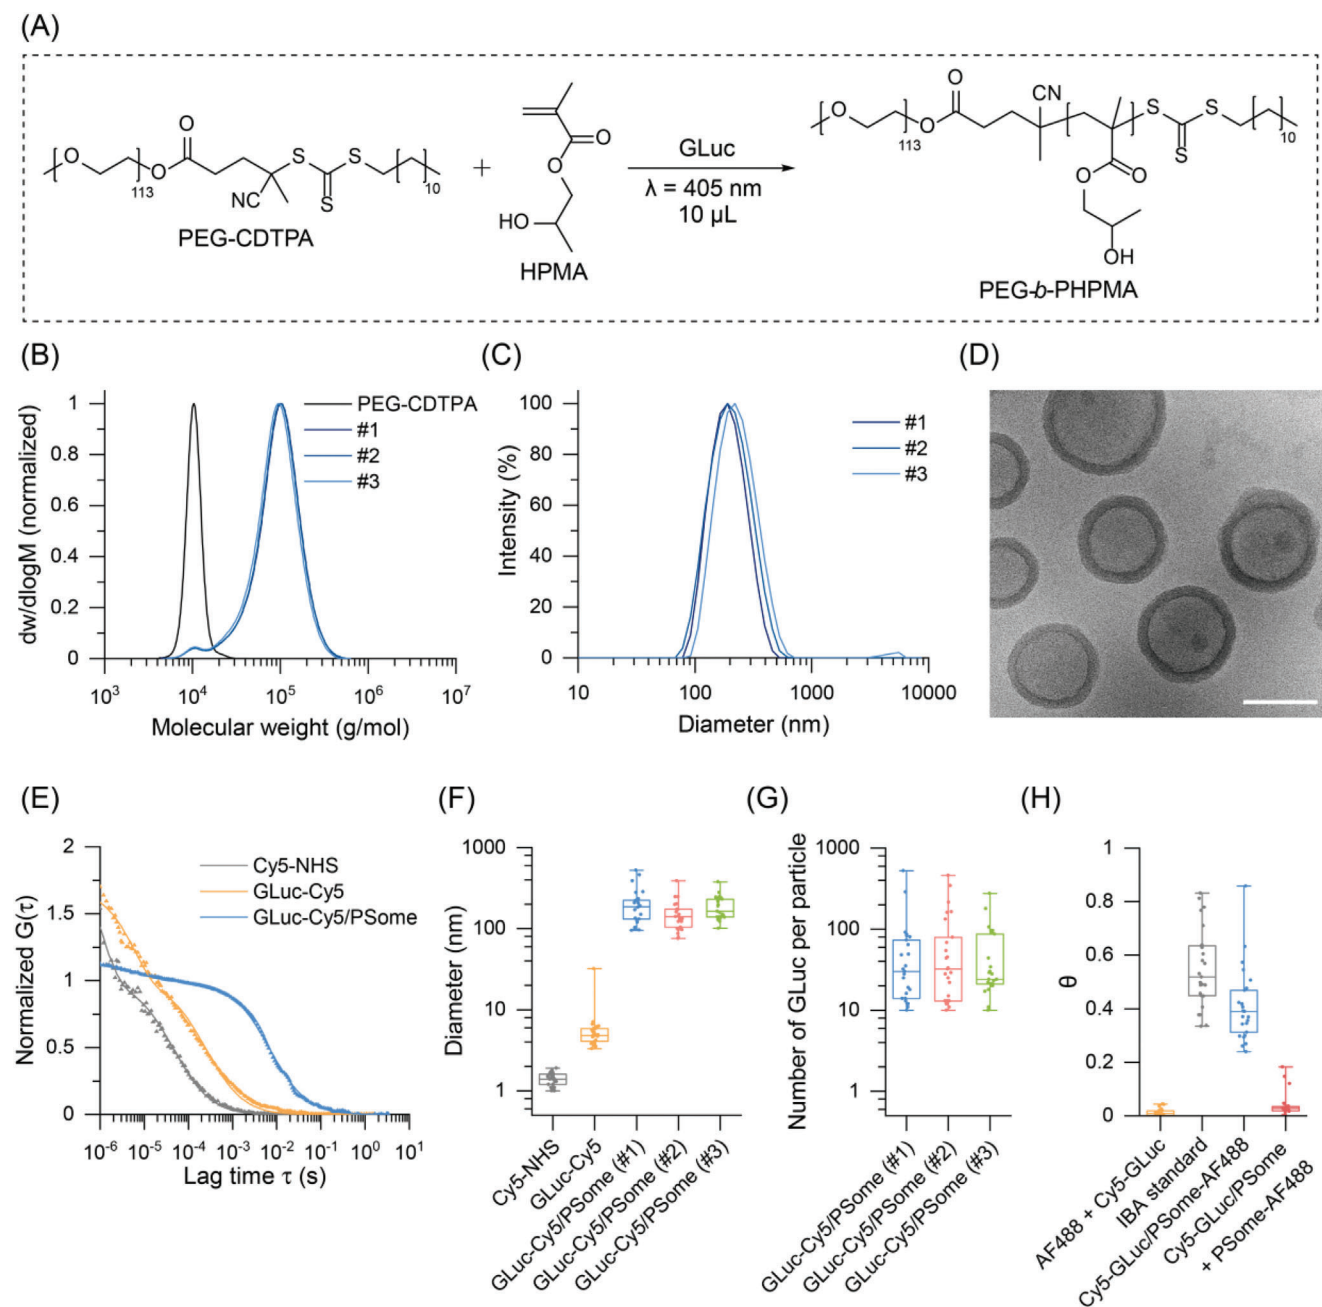 (A)
O
O
113
O
NC
S
S
S
10
PEG-CDTPA
+
O
O
HO
HPMA
GLuc
λ = 405 nm
10 µL
O
113
O
O
CN
S
S
S
10
O
O
OH
PEG-b-PHPMA
(B)
dw/dlogM (normalized)
1
0.8
0.6
0.4
0.2
0
PEG-CDTPA
#1
#2
#3
10³ 10⁴ 10⁵ 10⁶ 10⁷
Molecular weight (g/mol)
(C)
Intensity (%)
100
80
60
40
20
0
#1
#2
#3
10 100 1000 10000
Diameter (nm)
(D)
(E)
Normalized G(τ)
2
1.5
1
0.5
0
Cy5-NHS
GLuc-Cy5
GLuc-Cy5/PSome
10⁻⁶ 10⁻⁵ 10⁻⁴ 10⁻³ 10⁻² 10⁻¹ 10⁰ 10¹
Lag time τ (s)
(F)
Diameter (nm)
1000
100
10
1
Cy5-NHS
GLuc-Cy5
GLuc-Cy5/PSome (#1)
GLuc-Cy5/PSome (#2)
GLuc-Cy5/PSome (#3)
(G)
Number of GLuc per particle
1000
100
10
1
GLuc-Cy5/PSome (#1)
GLuc-Cy5/PSome (#2)
GLuc-Cy5/PSome (#3)
(H)
θ
1
0.8
0.6
0.4
0.2
0
AF488 + Cy5-GLuc
IBA standard
Cy5-GLuc/PSome-AF488
Cy5-GLuc/PSome
+ PSome-AF488